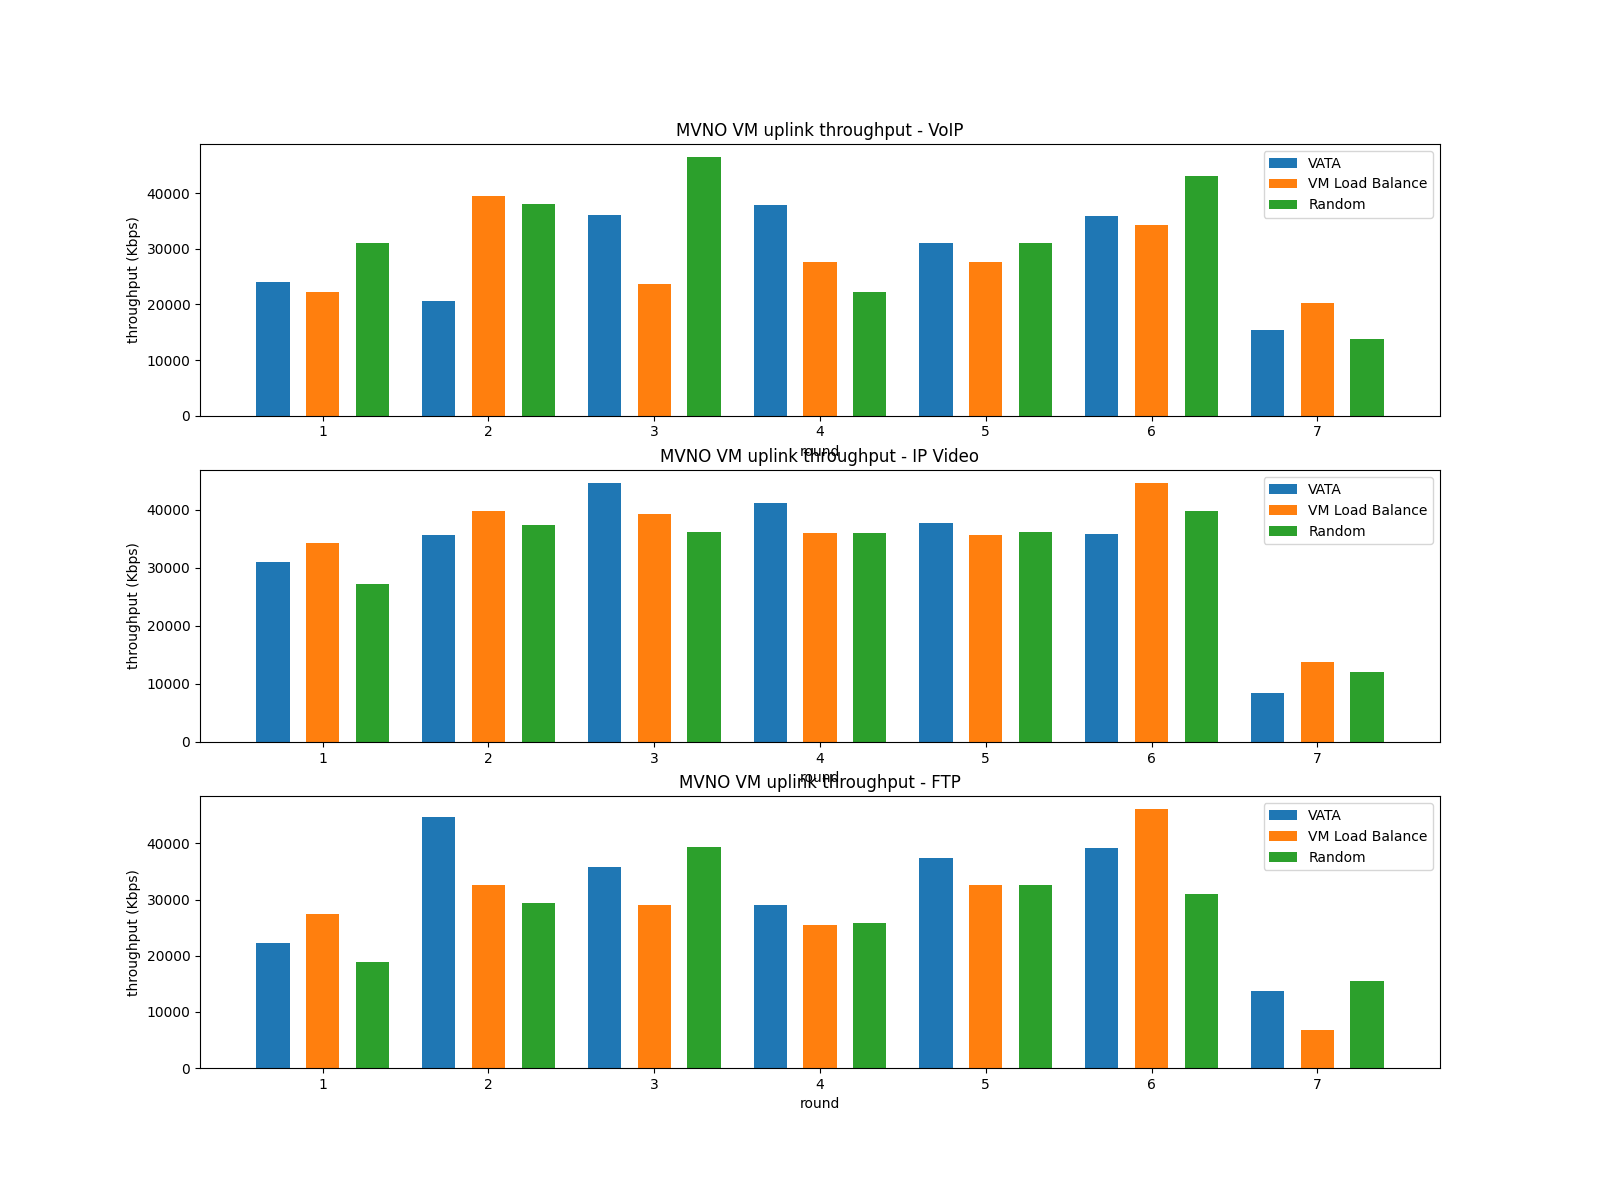 MVNO VM uplink throughput - VoIP
throughput (Kbps)
40000
30000
20000
10000
0
VATA
VM Load Balance
Random
1 2 3 4 5 6 7
round
MVNO VM uplink throughput - IP Video
throughput (Kbps)
40000
30000
20000
10000
0
VATA
VM Load Balance
Random
1 2 3 4 5 6 7
round
MVNO VM uplink throughput - FTP
throughput (Kbps)
40000
30000
20000
10000
0
VATA
VM Load Balance
Random
1 2 3 4 5 6 7
round